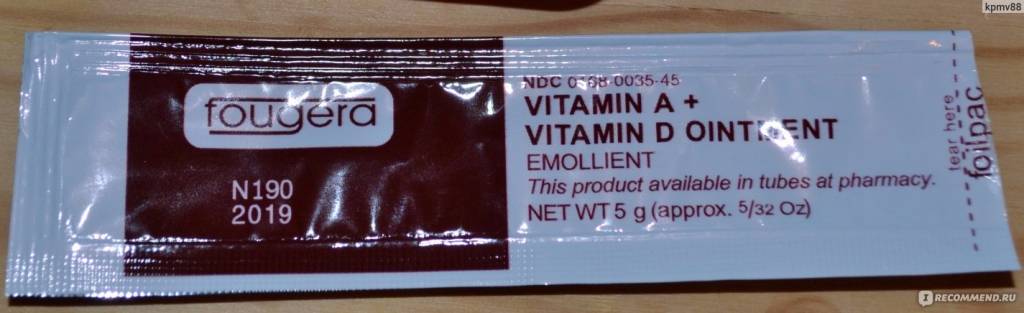 kpmv88
fougera
N190
2019
NDC 0168-0035-45
VITAMIN A +
VITAMIN D OINTMENT
EMOLLIENT
This product available in tubes at pharmacy.
NET WT 5 g (approx. 5/32 Oz)
tear here
foilpac
I RECOMMEND.RU